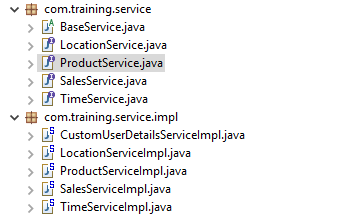 com.training.service
BaseService.java
LocationService.java
ProductService.java
SalesService.java
TimeService.java
com.training.service.impl
CustomUserDetailsServiceImpl.java
LocationServiceImpl.java
ProductServiceImpl.java
SalesServiceImpl.java
TimeServiceImpl.java